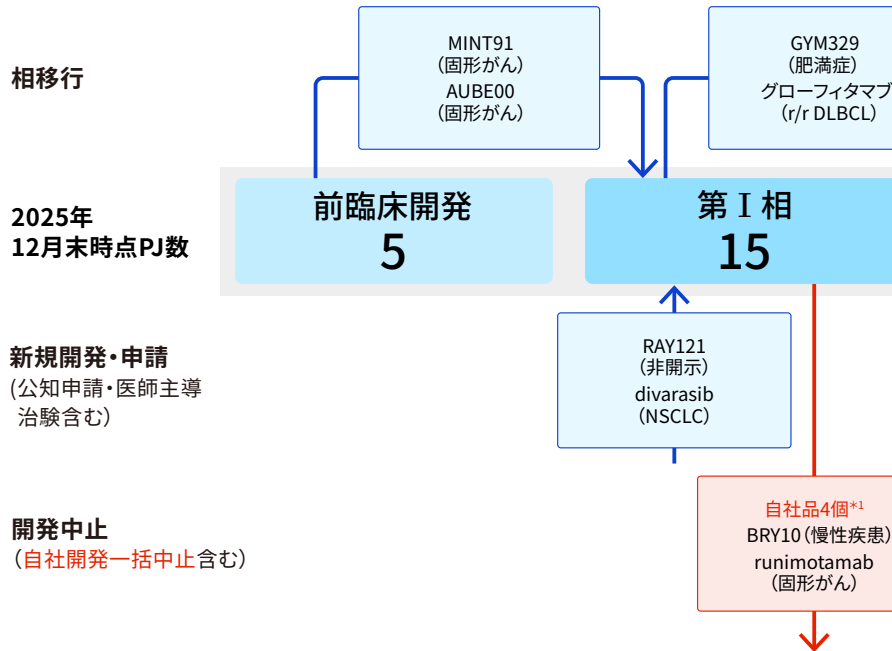 相移行
MINT91
(固形がん)
AUBE00
(固形がん)
GYM329
(肥満症)
グローフィタマブ
(r/r DLBCL)
2025年
12月末時点PJ数
前臨床開発
5
第Ⅰ相
15
新規開発・申請
(公知申請・医師主導
治験含む)
RAY121
(非開示)
divarasib
(NSCLC)
開発中止
(自社開発一括中止含む)
自社品4個*1
BRY10(慢性疾患)
runimotamab
(固形がん)